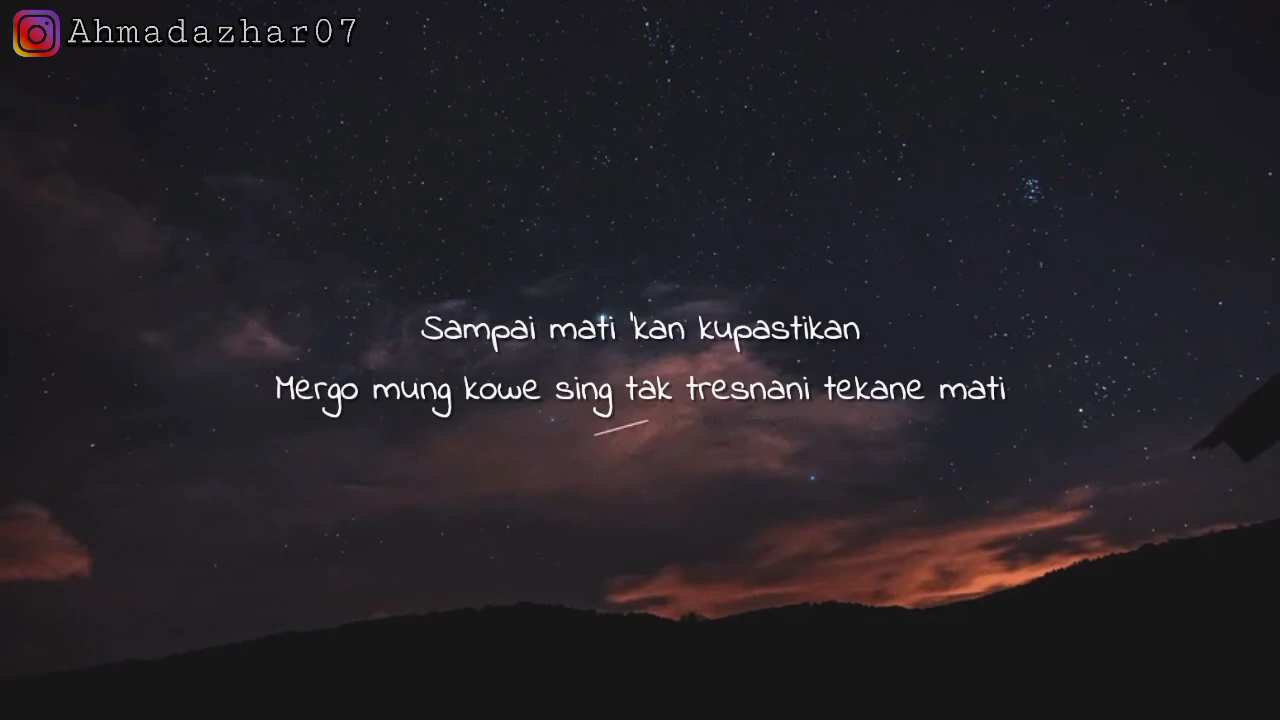 Ahmadazhar07
Sampai mati 'kan kupastikan
Mergo mung kowe sing tak tresnani tekane mati